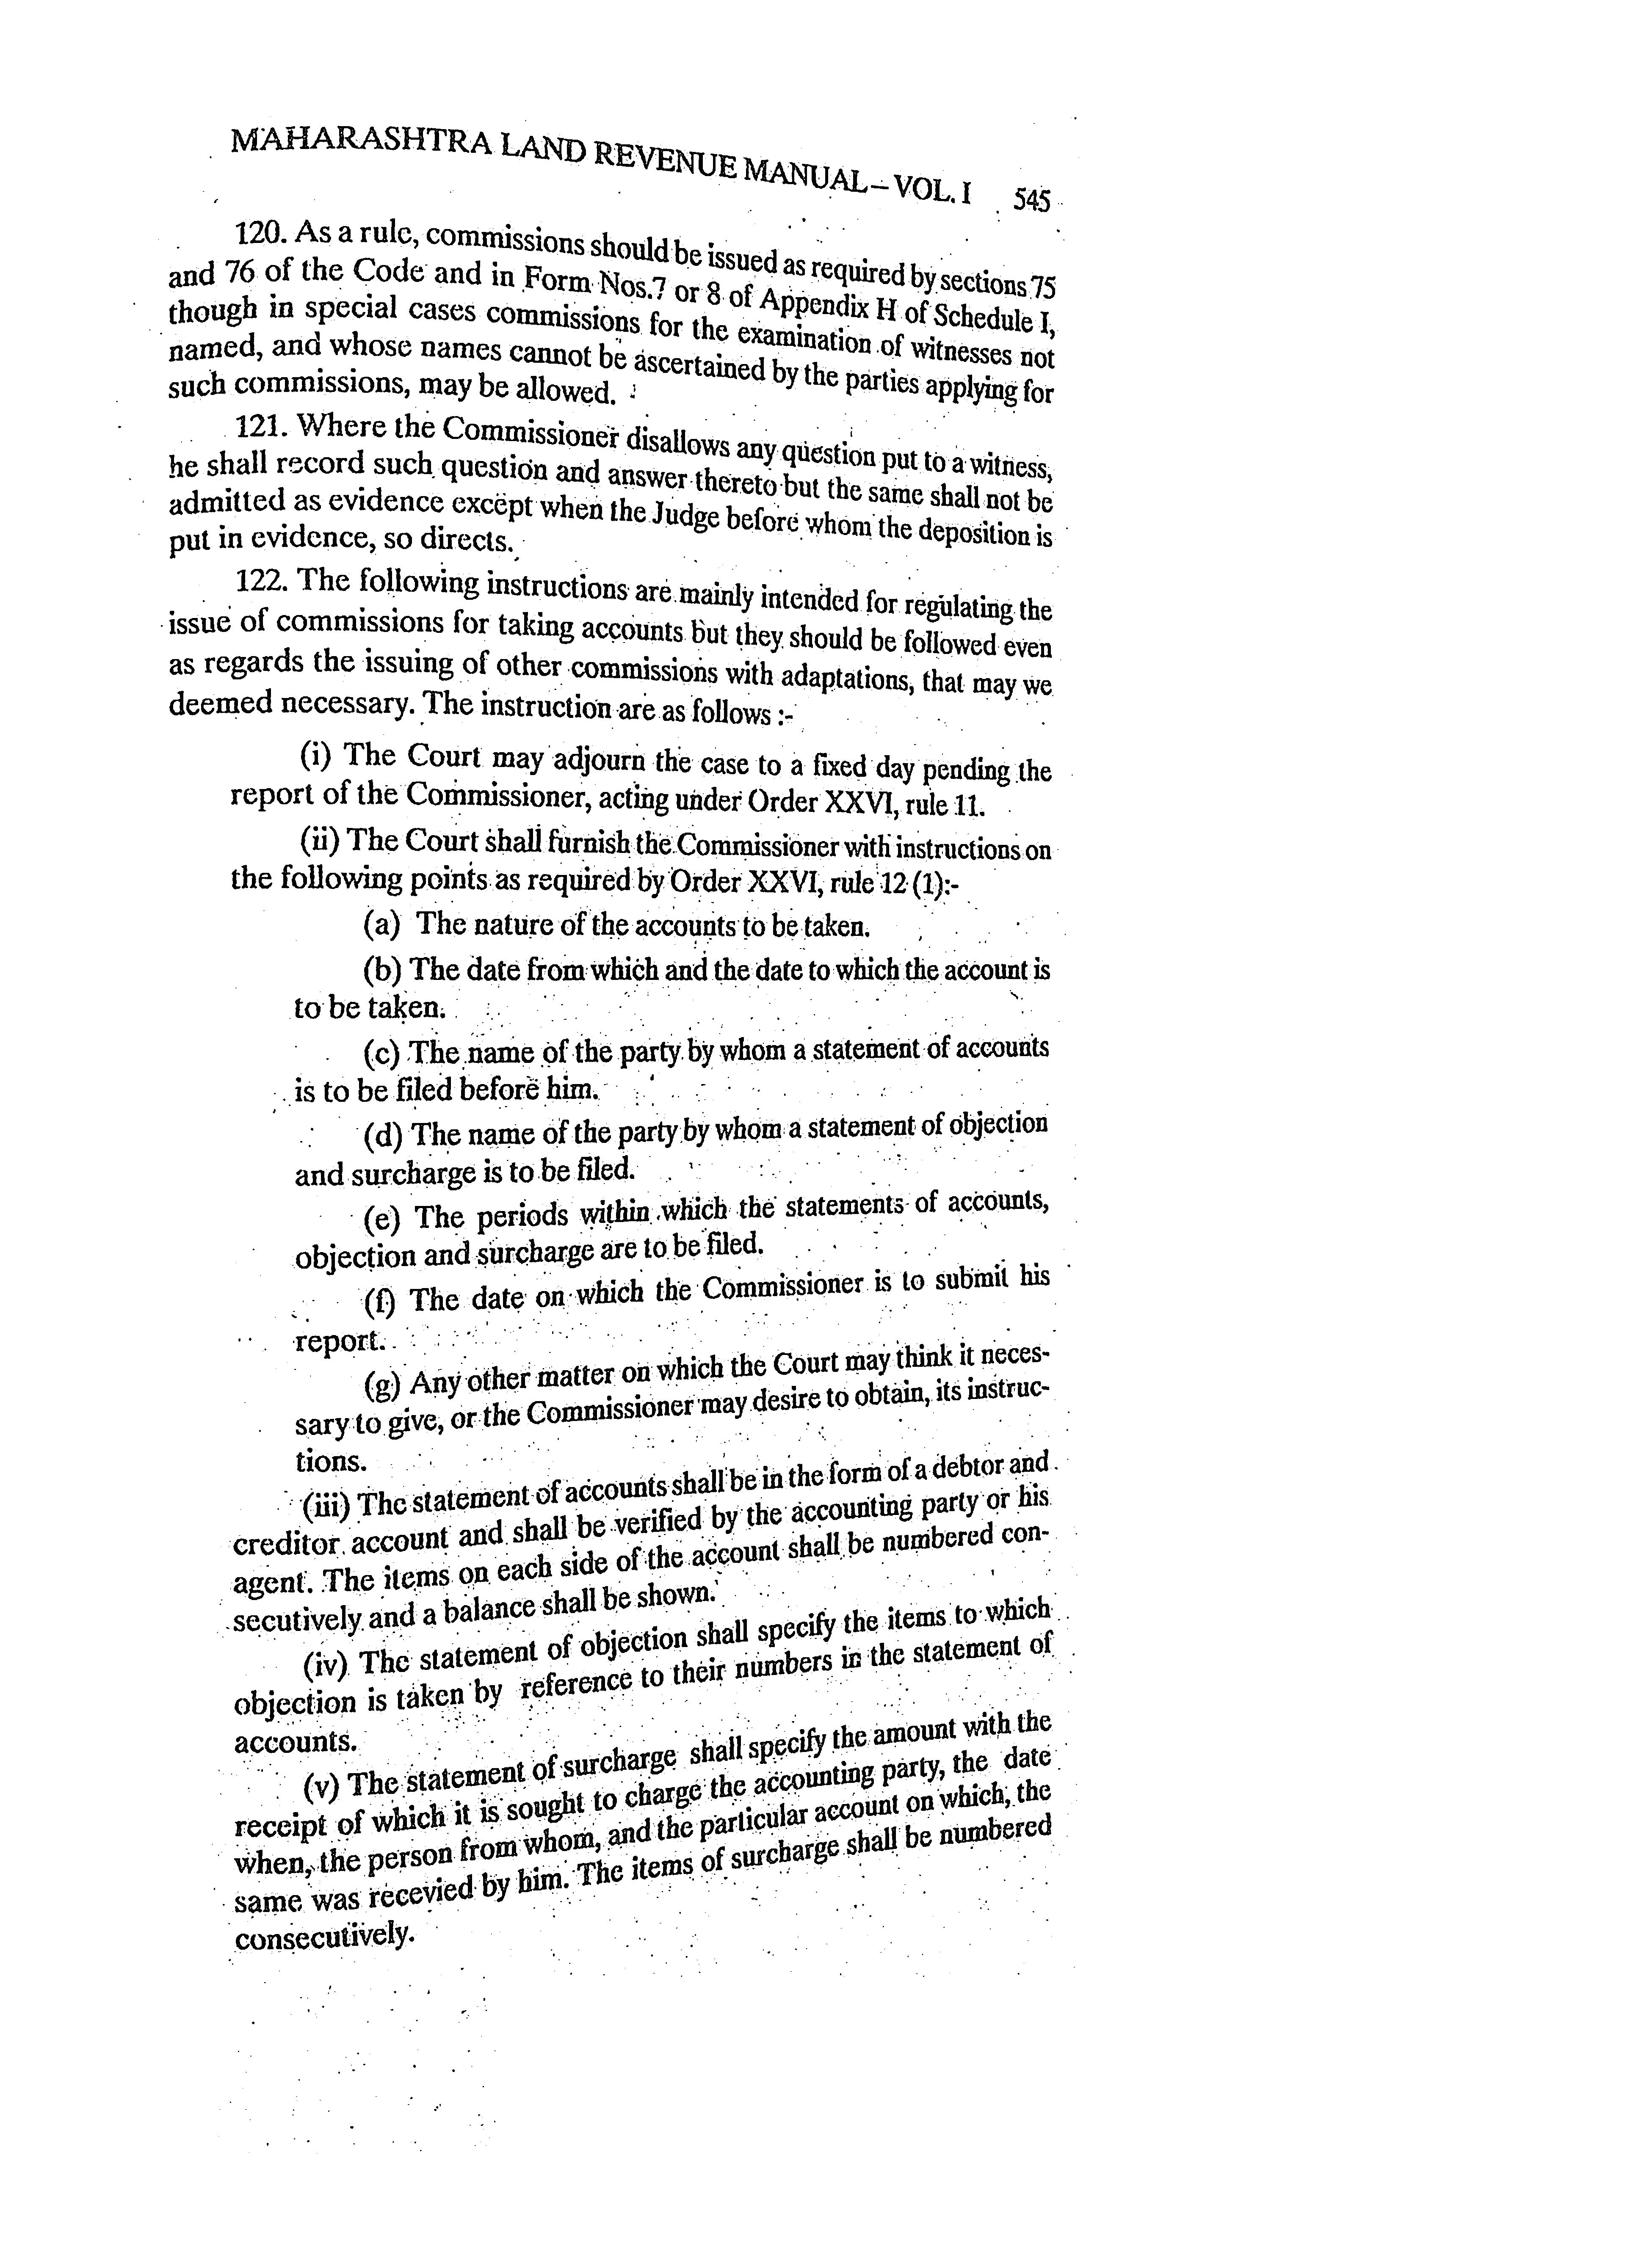 MAHARASHTRA LAND REVENUE MANUAL – VOL. I 545
120. As a rule, commissions should be issued as required by sections 75
and 76 of the Code and in Form Nos.7 or 8 of Appendix H of Schedule I,
though in special cases commissions for the examination of witnesses not
named, and whose names cannot be ascertained by the parties applying for
such commissions, may be allowed.
121. Where the Commissioner disallows any question put to a witness,
he shall record such question and answer thereto but the same shall not be
admitted as evidence except when the Judge before whom the deposition is
put in evidence, so directs.
122. The following instructions are mainly intended for regulating the
issue of commissions for taking accounts but they should be followed even
as regards the issuing of other commissions with adaptations, that may we
deemed necessary. The instruction are as follows :-
(i) The Court may adjourn the case to a fixed day pending the
report of the Commissioner, acting under Order XXVI, rule 11.
(ii) The Court shall furnish the Commissioner with instructions on
the following points as required by Order XXVI, rule 12 (1):-
(a) The nature of the accounts to be taken.
(b) The date from which and the date to which the account is
to be taken.
(c) The name of the party by whom a statement of accounts
is to be filed before him.
(d) The name of the party by whom a statement of objection
and surcharge is to be filed.
(e) The periods within which the statements of accounts,
objection and surcharge are to be filed.
(f) The date on which the Commissioner is to submit his
report.
(g) Any other matter on which the Court may think it neces-
sary to give, or the Commissioner may desire to obtain, its instruc-
tions.
(iii) The statement of accounts shall be in the form of a debtor and
creditor account and shall be verified by the accounting party or his
agent. The items on each side of the account shall be numbered con-
secutively and a balance shall be shown.
(iv) The statement of objection shall specify the items to which
objection is taken by reference to their numbers in the statement of
accounts.
(v) The statement of surcharge shall specify the amount with the
receipt of which it is sought to charge the accounting party, the date
when, the person from whom, and the particular account on which, the
same was recevied by him. The items of surcharge shall be numbered
consecutively.